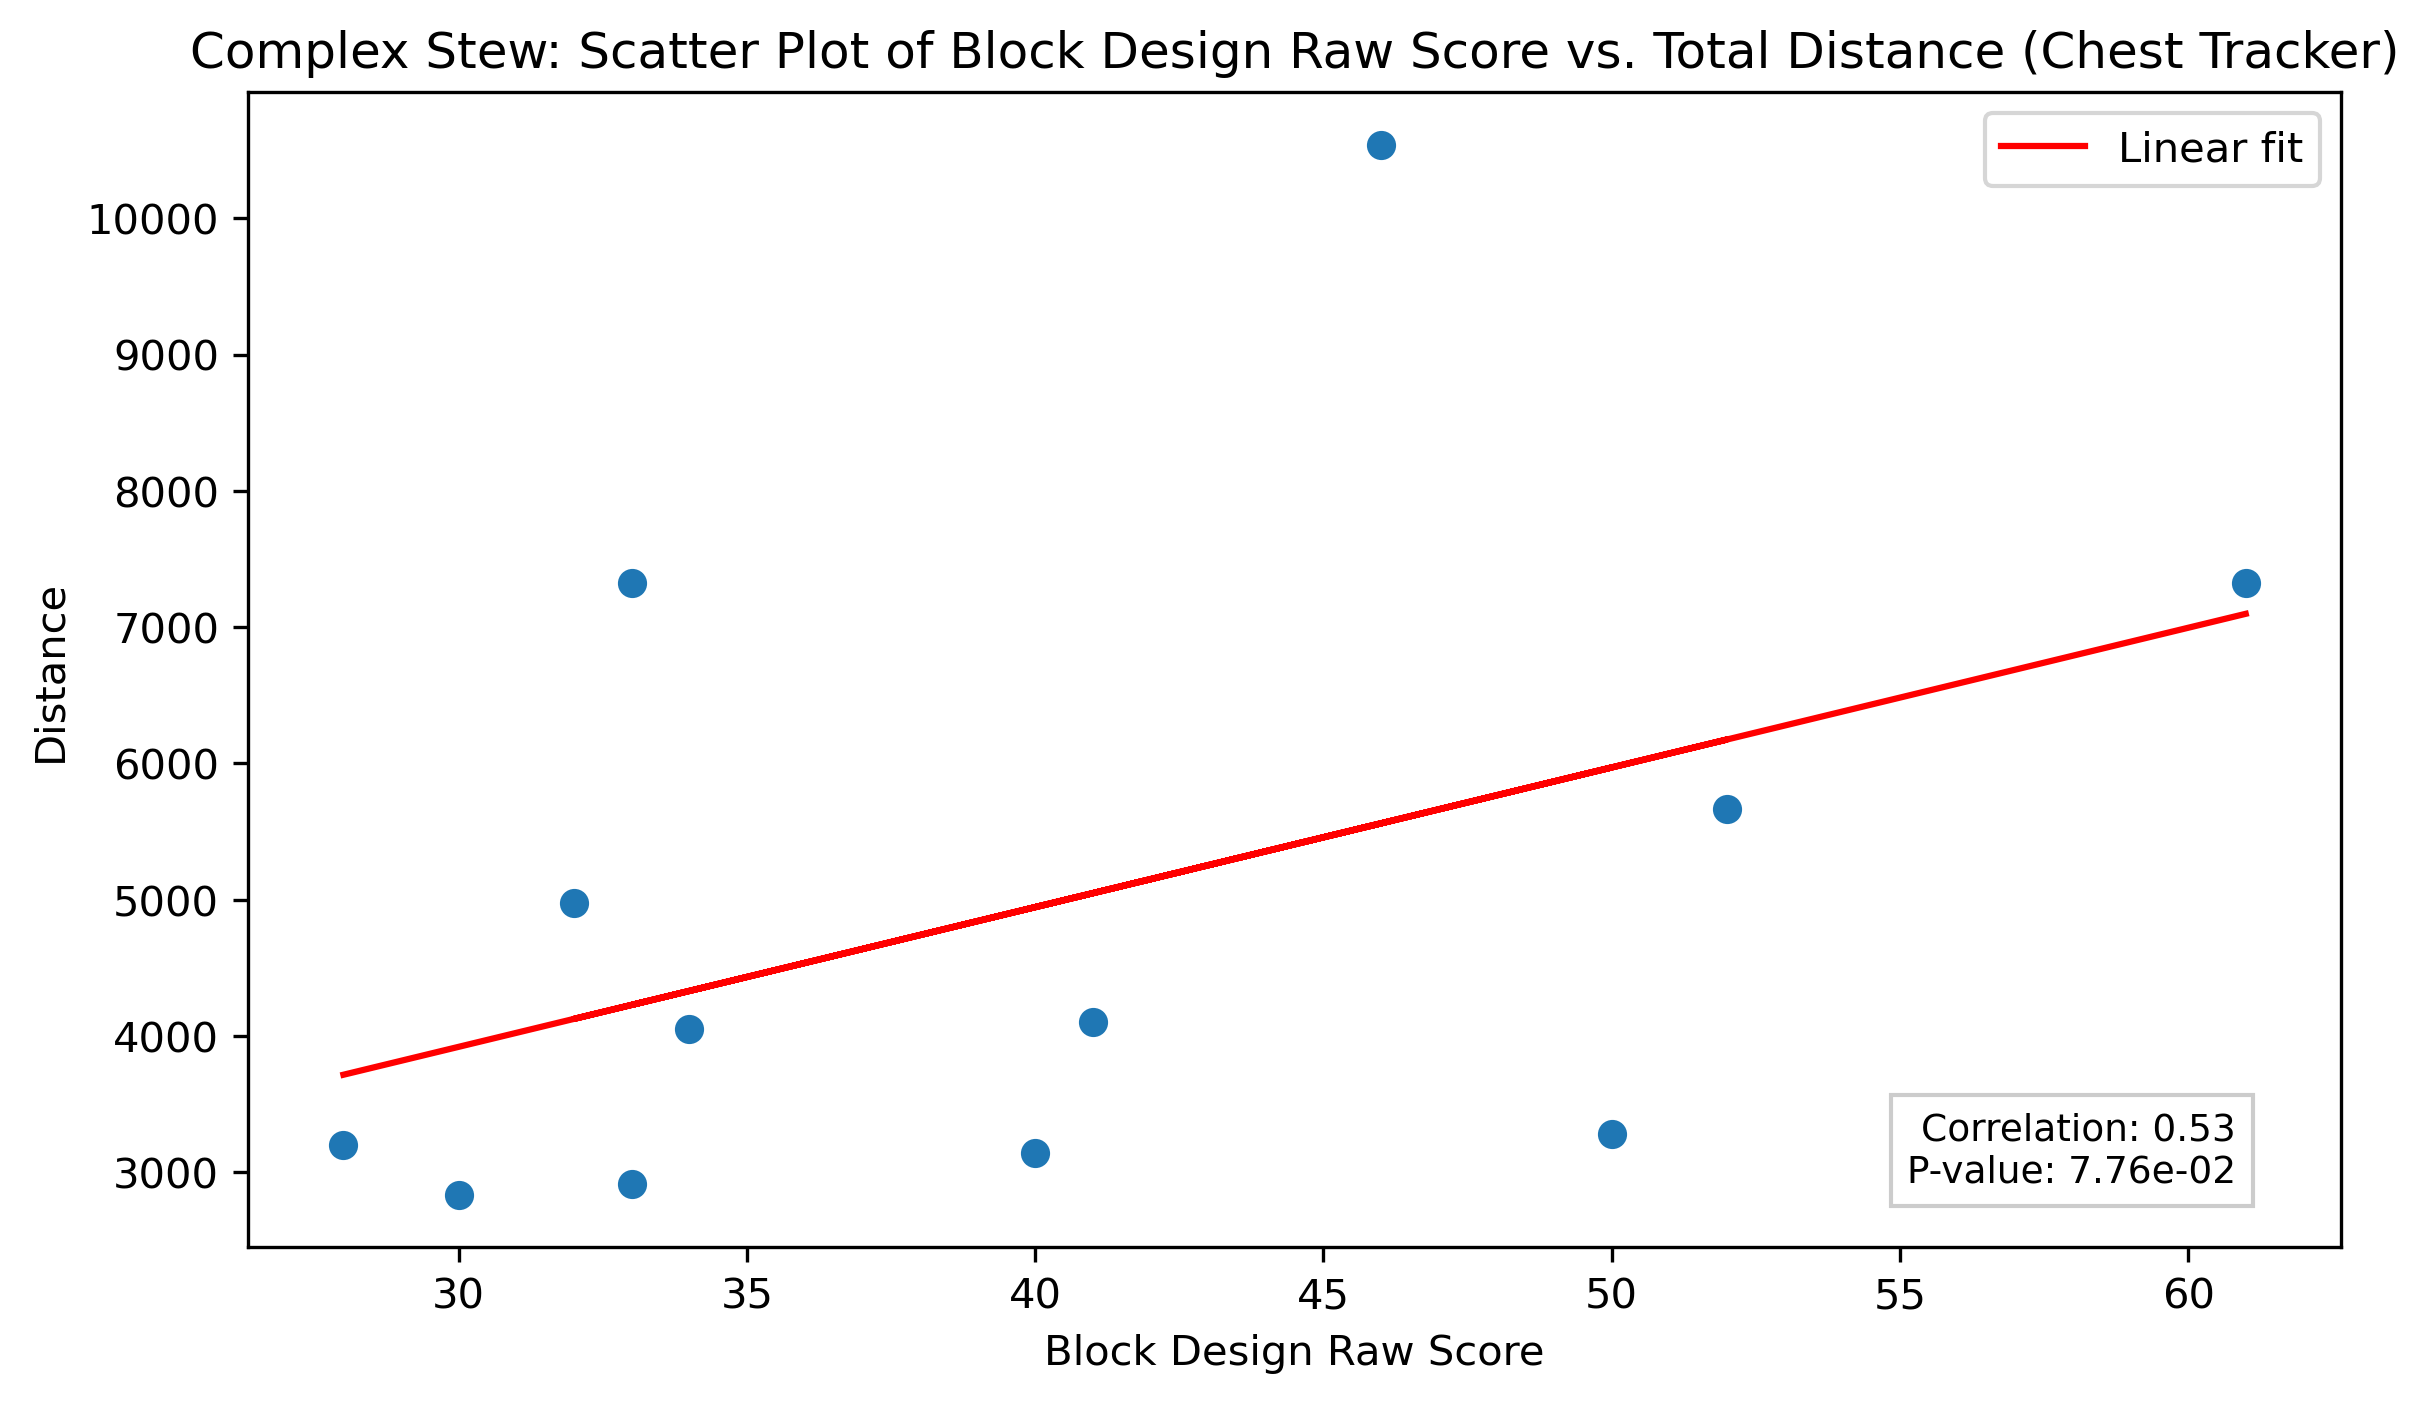 Complex Stew: Scatter Plot of Block Design Raw Score vs. Total Distance (Chest Tracker)
Linear fit
10000
9000
8000
7000
6000
5000
4000
3000
Distance
Correlation: 0.53
P-value: 7.76e-02
30 35 40 45 50 55 60
Block Design Raw Score